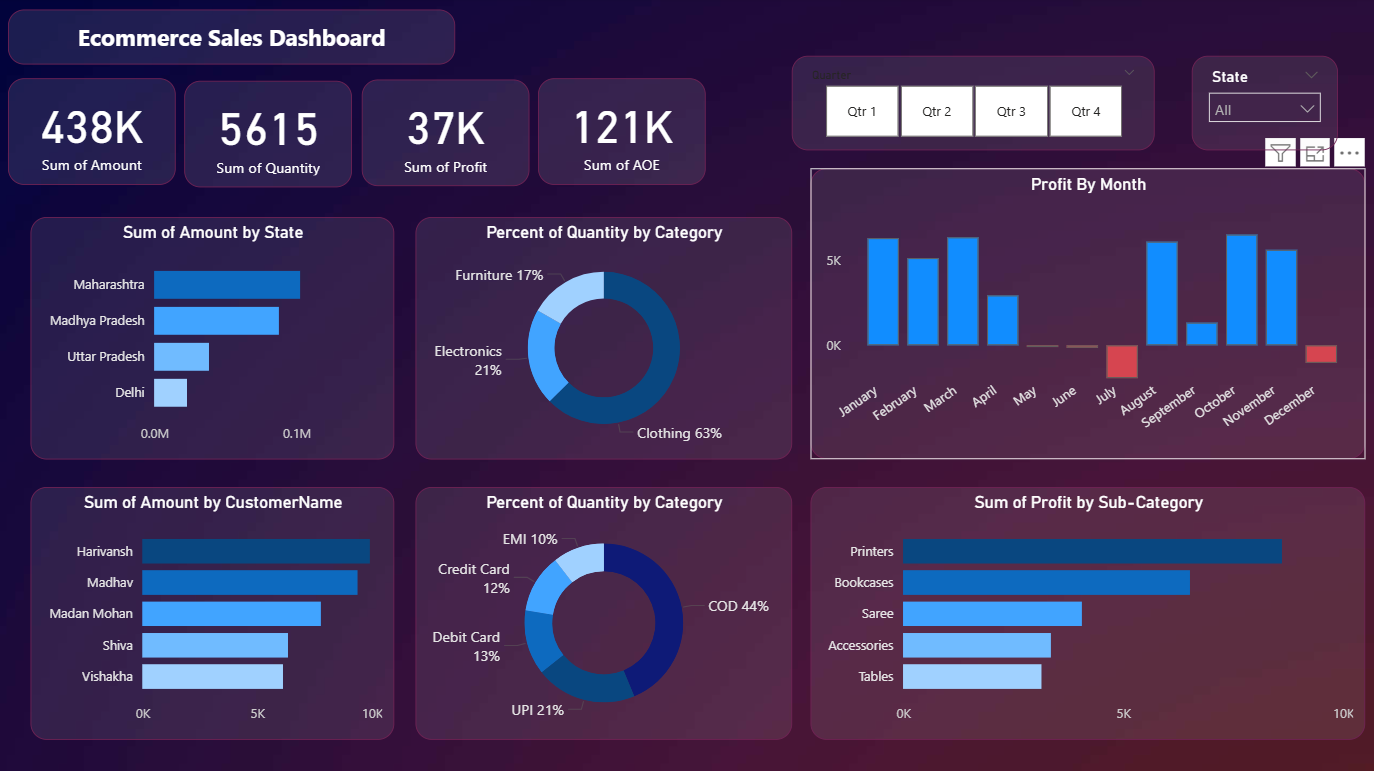 Ecommerce Sales Dashboard
438K
Sum of Amount
5615
Sum of Quantity
37K
Sum of Profit
121K
Sum of AOE
Quarter
Qtr 1
Qtr 2
Qtr 3
Qtr 4
State
All
Sum of Amount by State
Maharashtra
Madhya Pradesh
Uttar Pradesh
Delhi
0.0M
0.1M
Percent of Quantity by Category
Furniture 17%
Electronics
21%
Clothing 63%
Profit By Month
5K
0K
January
February
March
April
May
June
July
August
September
October
November
December
Sum of Amount by CustomerName
Harivansh
Madhav
Madan Mohan
Shiva
Vishakha
0K
5K
10K
Percent of Quantity by Category
EMI 10%
Credit Card
12%
Debit Card
13%
UPI 21%
COD 44%
Sum of Profit by Sub-Category
Printers
Bookcases
Saree
Accessories
Tables
0K
5K
10K